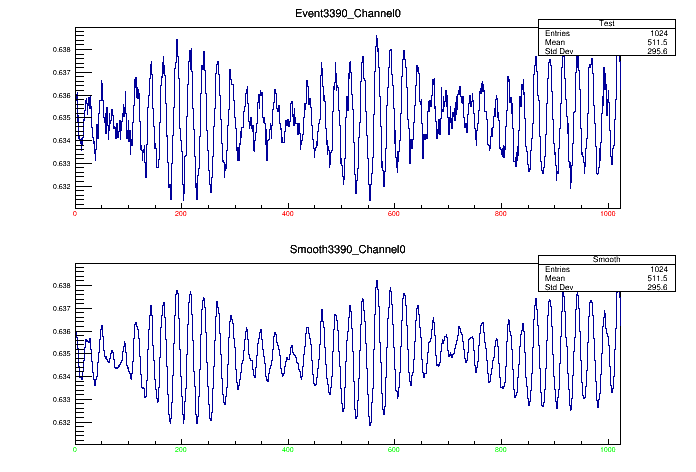 Event3390_Channel0
Test
Entries 1024
Mean 511.5
Std Dev 295.6
0.638
0.637
0.636
0.635
0.634
0.633
0.632
0 200 400 600 800 1000
Smooth3390_Channel0
Smooth
Entries 1024
Mean 511.5
Std Dev 295.6
0.638
0.637
0.636
0.635
0.634
0.633
0.632
0 200 400 600 800 1000